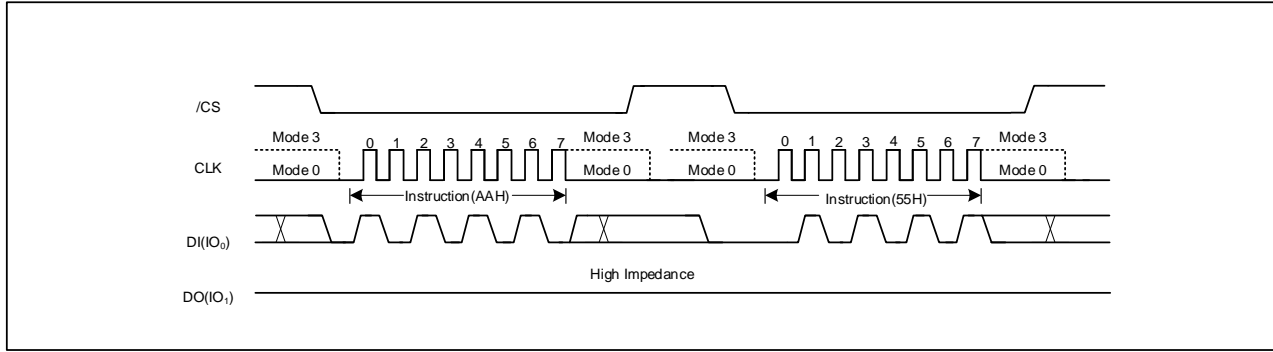 /CS
Mode 3 0 1 2 3 4 5 6 7 Mode 3 Mode 3 0 1 2 3 4 5 6 7 Mode 3
CLK
Mode 0 Mode 0 Mode 0 Mode 0
Instruction(AAH) Instruction(55H)
DI(IO₀)
High Impedance
DO(IO₁)